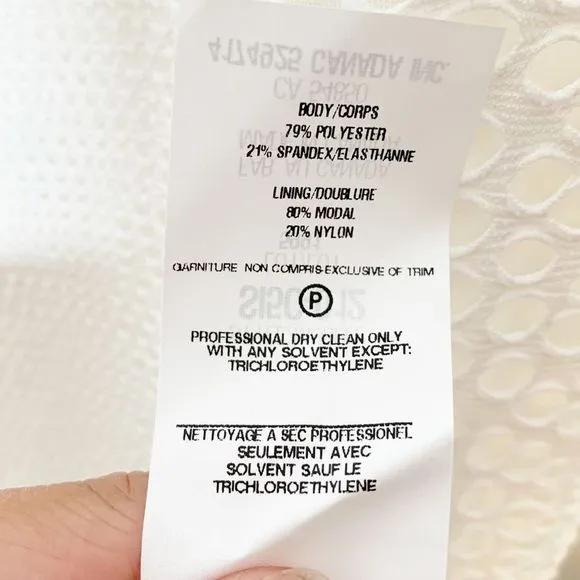 BODY/CORPS
79% POLYESTER
21% SPANDEX/ELASTHANNE
LINING/DOUBLURE
80% MODAL
20% NYLON
GARNITURE NON COMPRIS-EXCLUSIVE OF TRIM
P
PROFESSIONAL DRY CLEAN ONLY
WITH ANY SOLVENT EXCEPT:
TRICHLOROETHYLENE
NETTOYAGE A SEC PROFESSIONEL
SEULEMENT AVEC
SOLVENT SAUF LE
TRICHLOROETHYLENE